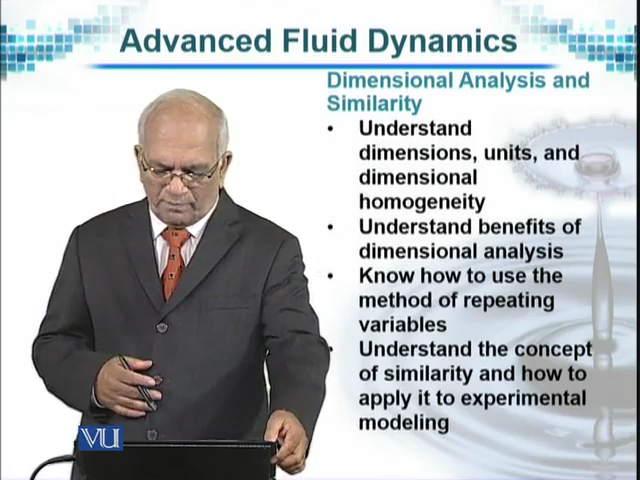 Advanced Fluid Dynamics
Dimensional Analysis and
Similarity
• Understand
dimensions, units, and
dimensional
homogeneity
• Understand benefits of
dimensional analysis
• Know how to use the
method of repeating
variables
• Understand the concept
of similarity and how to
apply it to experimental
modeling
VU